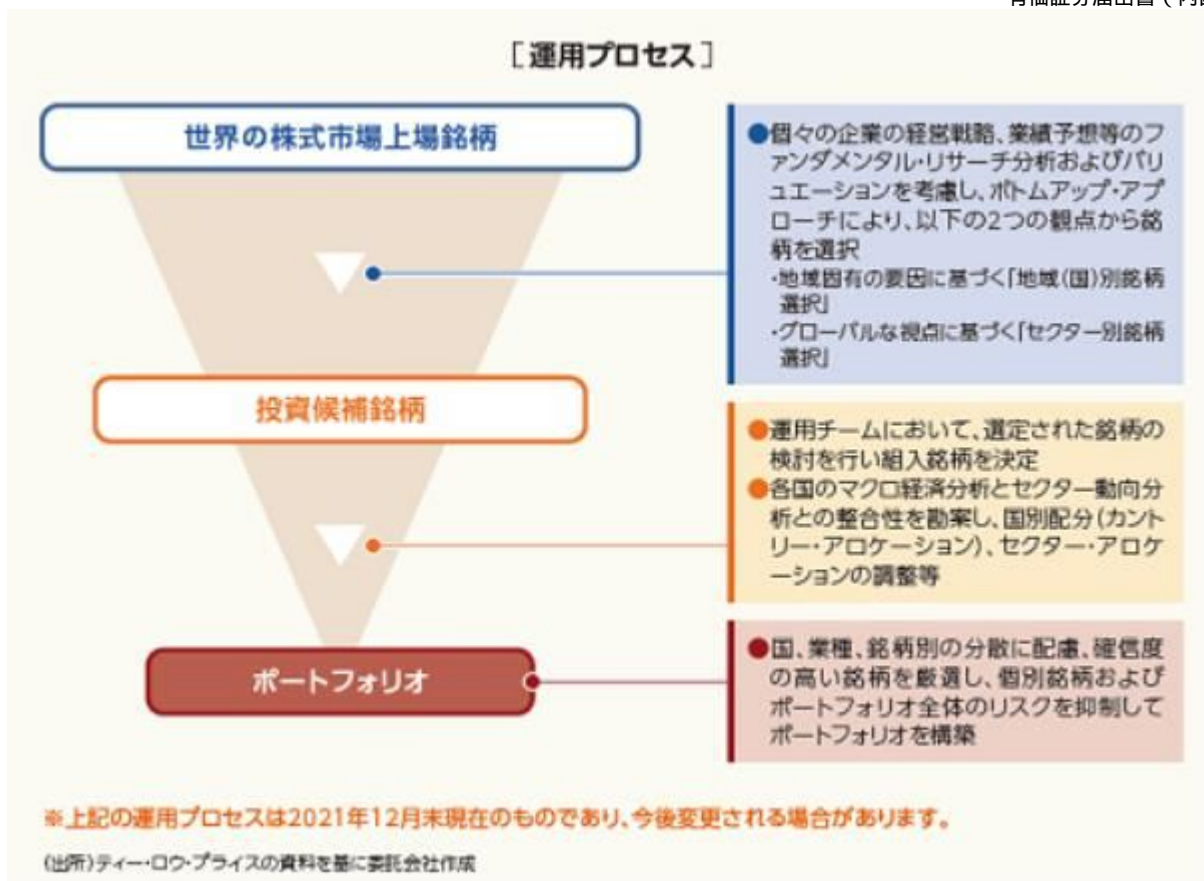 [運用プロセス]
世界の株式市場上場銘柄
●個々の企業の経営戦略、業績予想等のフ
ァンダメンタル・リサーチ分析およびバリ
ュエーションを考慮し、ボトムアップ・アプ
ローチにより、以下の2つの観点から銘
柄を選択
・地域固有の要因に基づく「地域(国)別銘柄
選択」
・グローバルな視点に基づく「セクター別銘柄
選択」
投資候補銘柄
●運用チームにおいて、選定された銘柄の
検討を行い組入銘柄を決定
●各国のマクロ経済分析とセクター動向分
析との整合性を勘案し、国別配分(カント
リー・アロケーション)、セクター・アロケ
ーションの調整等
ポートフォリオ
●国、業種、銘柄別の分散に配慮、確信度
の高い銘柄を厳選し、個別銘柄および
ポートフォリオ全体のリスクを抑制して
ポートフォリオを構築
※上記の運用プロセスは2021年12月末現在のものであり、今後変更される場合があります。
(出所)ティー・ロウ・プライスの資料を基に委託会社作成